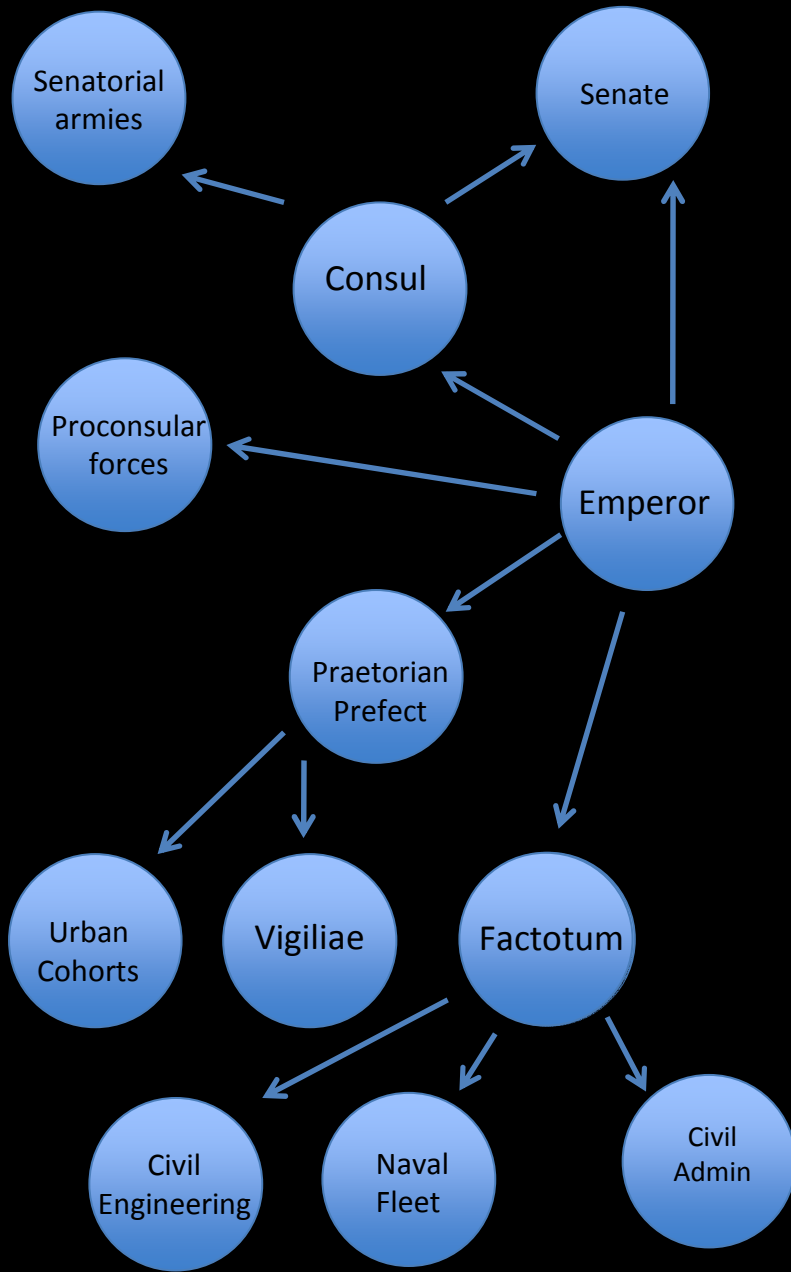 Senatorial
armies
Senate
Consul
Proconsular
forces
Emperor
Praetorian
Prefect
Urban
Cohorts
Vigiliae
Factotum
Civil
Engineering
Naval
Fleet
Civil
Admin